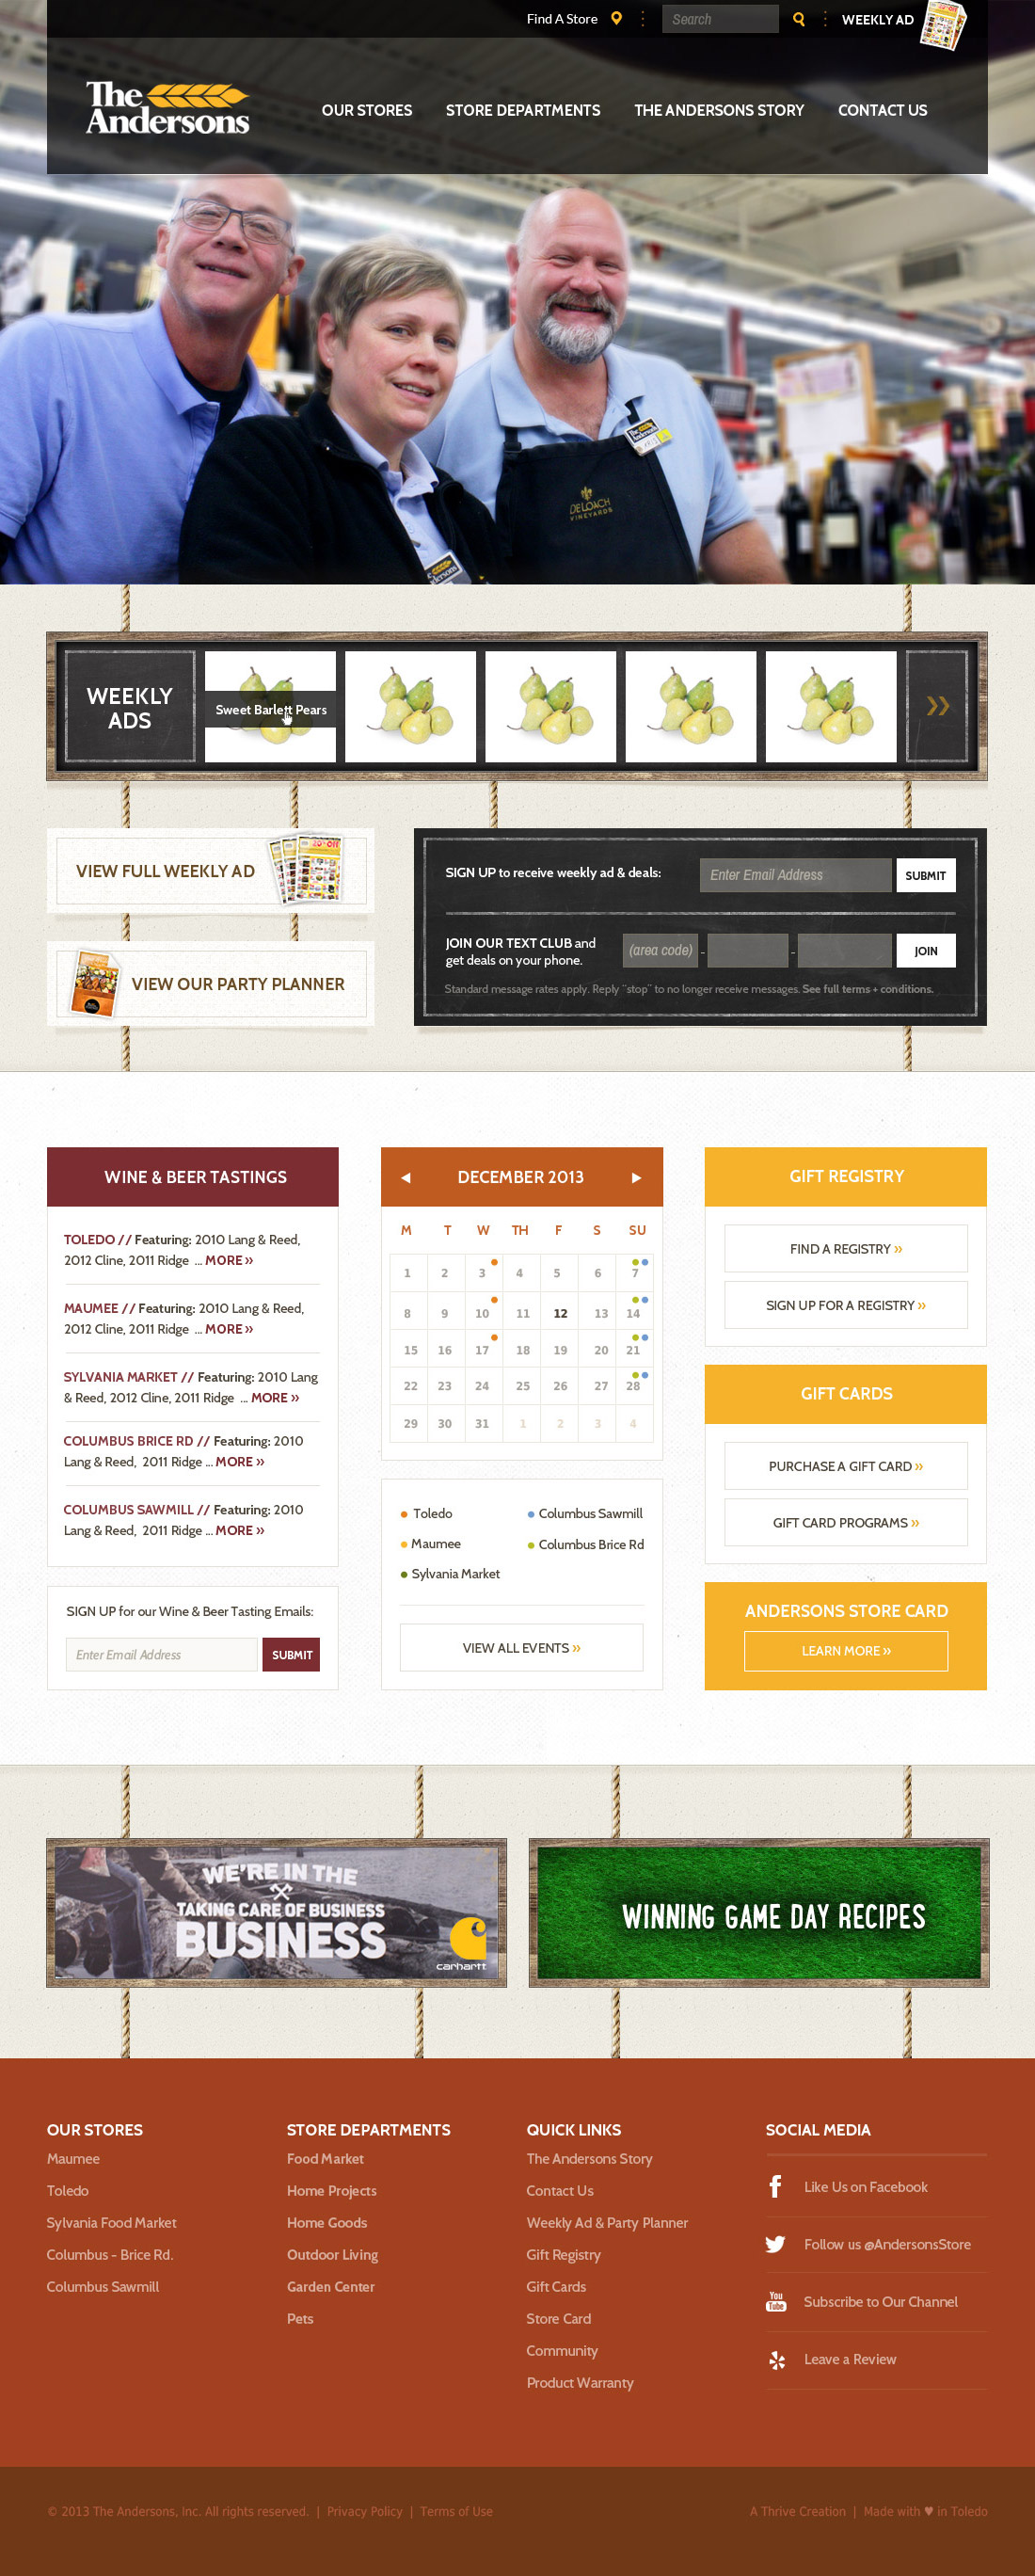 Find A Store
Search
WEEKLY AD
The
Andersons
OUR STORES
STORE DEPARTMENTS
THE ANDERSONS STORY
CONTACT US
The
Andersons
DELOACH
VINEYARDS
The
Andersons
WEEKLY
ADS
Sweet Barlett Pears
VIEW FULL WEEKLY AD
VIEW OUR PARTY PLANNER
SIGN UP to receive weekly ad & deals:
Enter Email Address
SUBMIT
JOIN OUR TEXT CLUB and
get deals on your phone.
(area code) - -
JOIN
Standard message rates apply. Reply "stop" to no longer receive messages. See full terms + conditions.
WINE & BEER TASTINGS
TOLEDO // Featuring: 2010 Lang & Reed,
2012 Cline, 2011 Ridge ... MORE »
MAUMEE // Featuring: 2010 Lang & Reed,
2012 Cline, 2011 Ridge ... MORE »
SYLVANIA MARKET // Featuring: 2010 Lang
& Reed, 2012 Cline, 2011 Ridge ... MORE »
COLUMBUS BRICE RD // Featuring: 2010
Lang & Reed, 2011 Ridge ... MORE »
COLUMBUS SAWMILL // Featuring: 2010
Lang & Reed, 2011 Ridge ... MORE »
SIGN UP for our Wine & Beer Tasting Emails:
Enter Email Address
SUBMIT
DECEMBER 2013
M T W TH F S SU
1 2 3 4 5 6 7
8 9 10 11 12 13 14
15 16 17 18 19 20 21
22 23 24 25 26 27 28
29 30 31 1 2 3 4
Toledo
Columbus Sawmill
Maumee
Columbus Brice Rd
Sylvania Market
VIEW ALL EVENTS »
GIFT REGISTRY
FIND A REGISTRY »
SIGN UP FOR A REGISTRY »
GIFT CARDS
PURCHASE A GIFT CARD »
GIFT CARD PROGRAMS »
ANDERSONS STORE CARD
LEARN MORE »
WE'RE IN THE
TAKING CARE OF BUSINESS
BUSINESS
carhartt
WINNING GAME DAY RECIPES
OUR STORES
Maumee
Toledo
Sylvania Food Market
Columbus - Brice Rd.
Columbus Sawmill
STORE DEPARTMENTS
Food Market
Home Projects
Home Goods
Outdoor Living
Garden Center
Pets
QUICK LINKS
The Andersons Story
Contact Us
Weekly Ad & Party Planner
Gift Registry
Gift Cards
Store Card
Community
Product Warranty
SOCIAL MEDIA
Like Us on Facebook
Follow us @AndersonsStore
You
Tube
Subscribe to Our Channel
Leave a Review
© 2013 The Andersons, Inc. All rights reserved. | Privacy Policy | Terms of Use
A Thrive Creation | Made with ♥ in Toledo